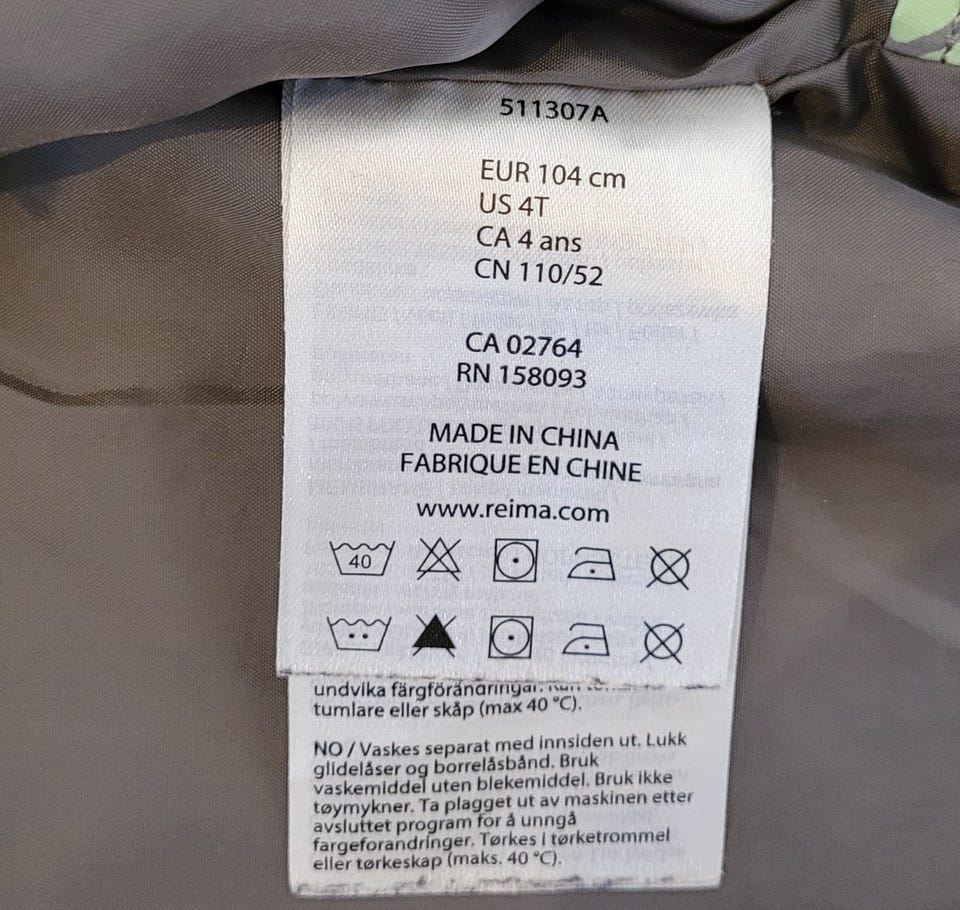 511307A
EUR 104 cm
US 4T
CA 4 ans
CN 110/52
CA 02764
RN 158093
MADE IN CHINA
FABRIQUE EN CHINE
www.reima.com
40
undvika färgförändringar.
tumlare eller skåp (max 40 °C).
NO / Vaskes separat med innsiden ut. Lukk
glidelåser og borrelåsbånd. Bruk
vaskemiddel uten blekemiddel. Bruk ikke
tøymykner. Ta plagget ut av maskinen etter
avsluttet program for å unngå
fargeforandringer. Tørkes i tørketrommel
eller tørkeskap (maks. 40 °C).